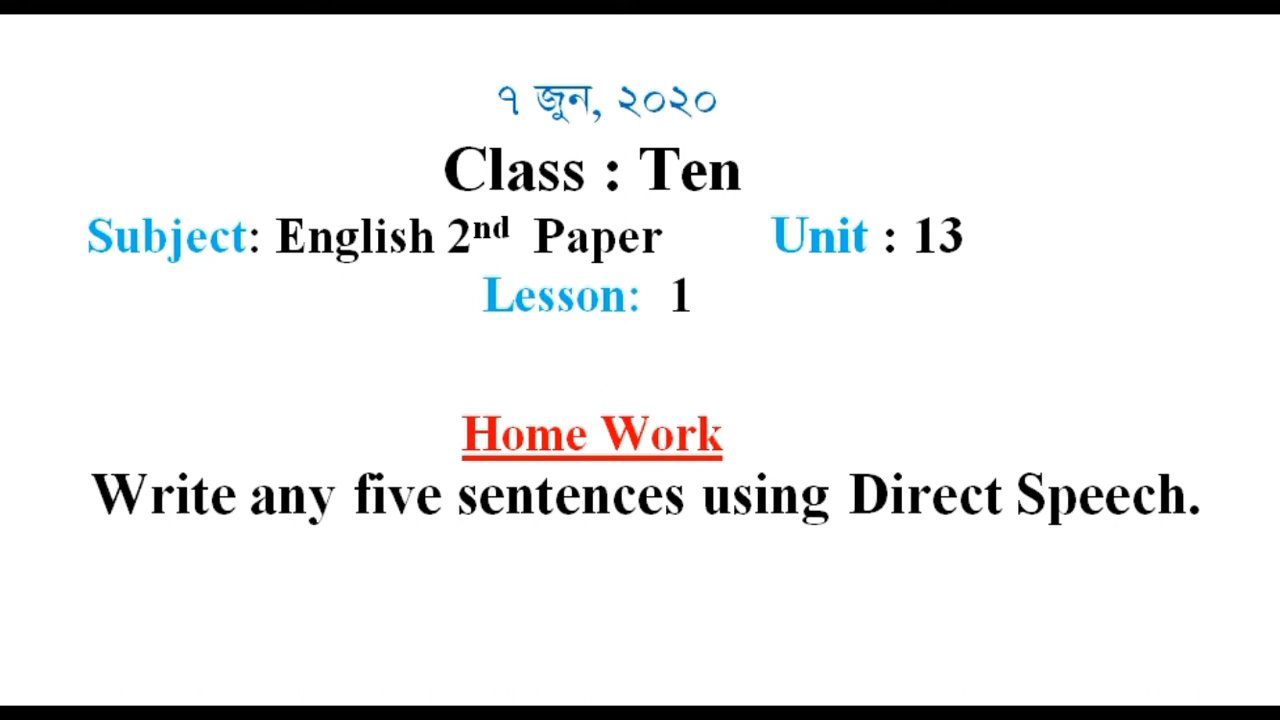 ৭ জুন, ২০২০
Class : Ten
Subject: English 2nd Paper Unit : 13
Lesson: 1
Home Work
Write any five sentences using Direct Speech.